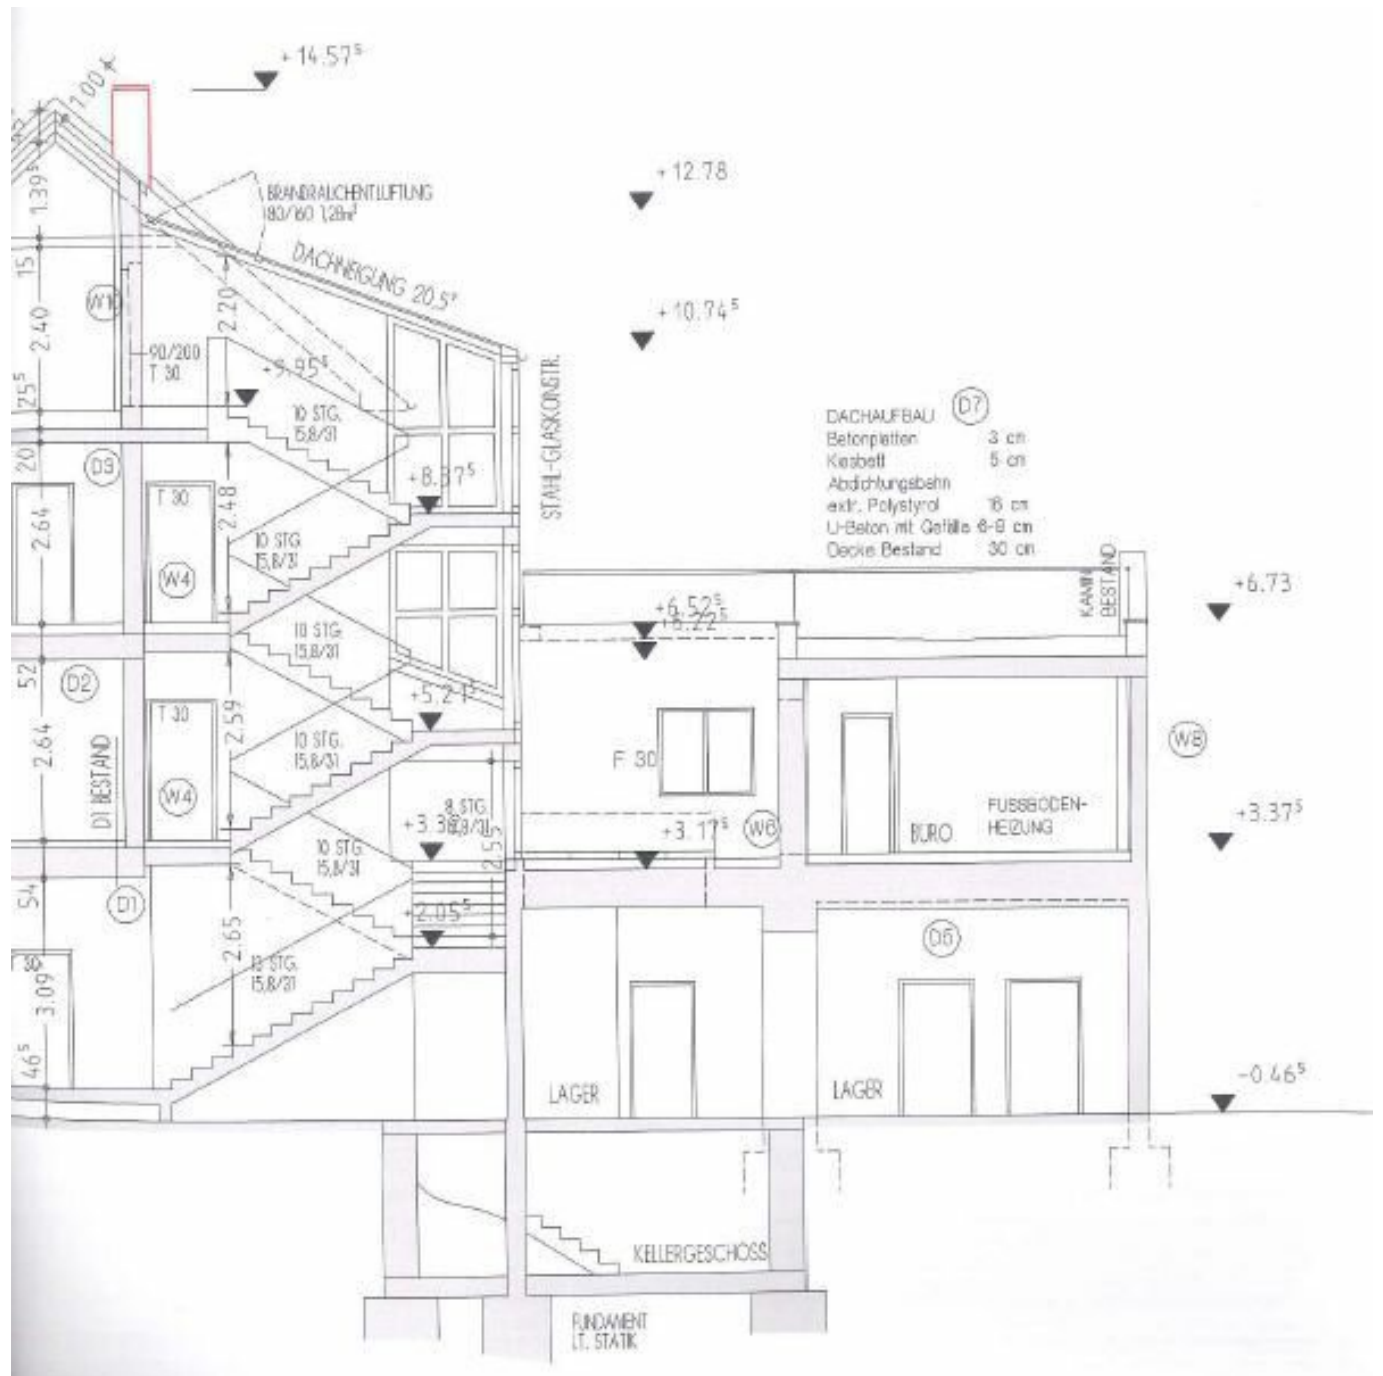 +14.57⁵
1.00
+12.78
BRANDRAUCHENTLÜFTUNG
80/160 1,28m²
1.39⁵
DACHNEIGUNG 20.5°
15
W1
2.20
+10.74⁵
2.40
90/200
T 30
+9.95⁵
STAHL-GLASKONSTR.
25⁵
10 STG.
15,8/31
DACHAUFBAU D7
Betonplatten 3 cm
Kiesbett 5 cm
Abdichtungsbahn
extr. Polystyrol 16 cm
U-Beton mit Gefälle 6-8 cm
Decke Bestand 30 cm
20
D3
+8.37⁵
T 30
2.48
2.64
10 STG.
15,8/31
W4
KAMIN
BESTAND
+6.73
+6.52⁵
+6.22⁵
10 STG.
15,8/31
52
D2
+5.21⁵
T 30
2.59
2.64
10 STG.
15,8/31
F 30
W8
D1 BESTAND
W4
FUSSBODEN-
HEIZUNG
BÜRO
8 STG.
2.55
+3.17⁵
W6
+3.37⁵
10 STG.
15,8/31
54
D1
+2.05⁵
2.65
D5
T 30
13 STG.
15,8/31
3.09
46⁵
LAGER
LAGER
-0.46⁵
KELLERGESCHOSS
FUNDAMENT
LT. STATIK